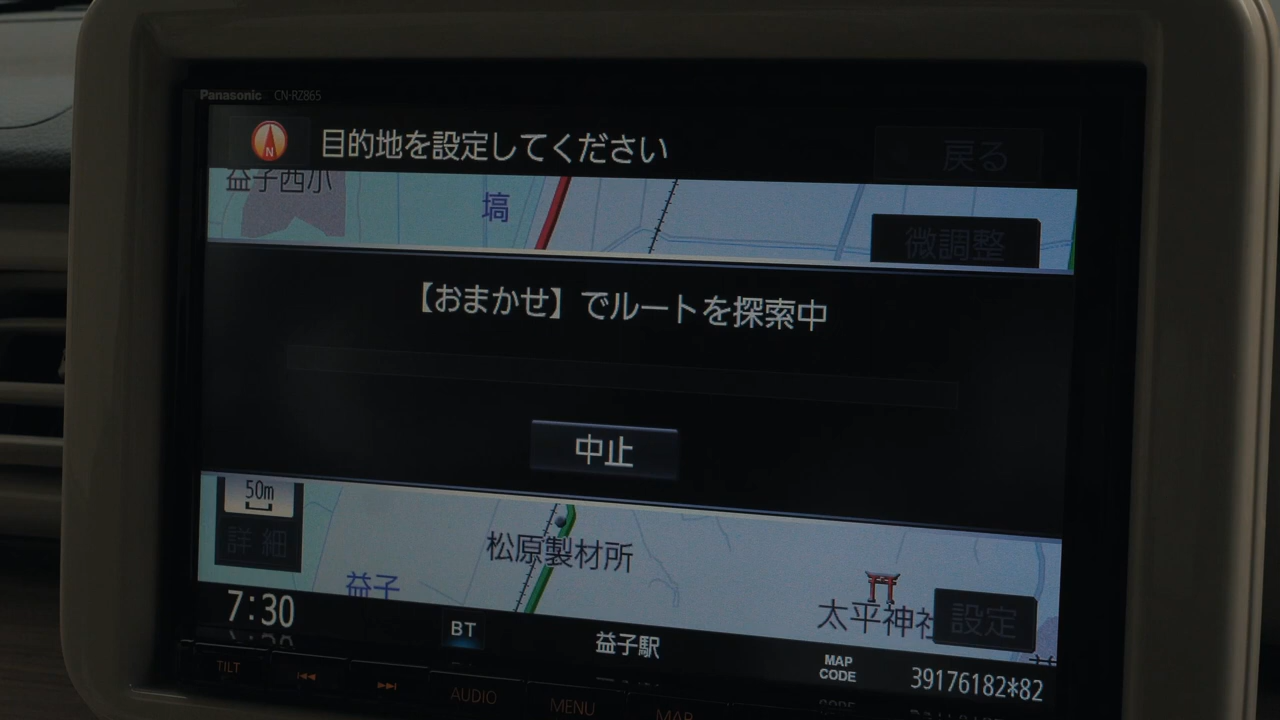 Panasonic CN-RZ865
目的地を設定してください
戻る
益子西小
塙
微調整
【おまかせ】でルートを探索中
中止
50m
詳細
松原製材所
益子
太平神社
設定
7:30
BT
益子駅
MAP
CODE
39176182*82
TILT
AUDIO
MENU
MAP